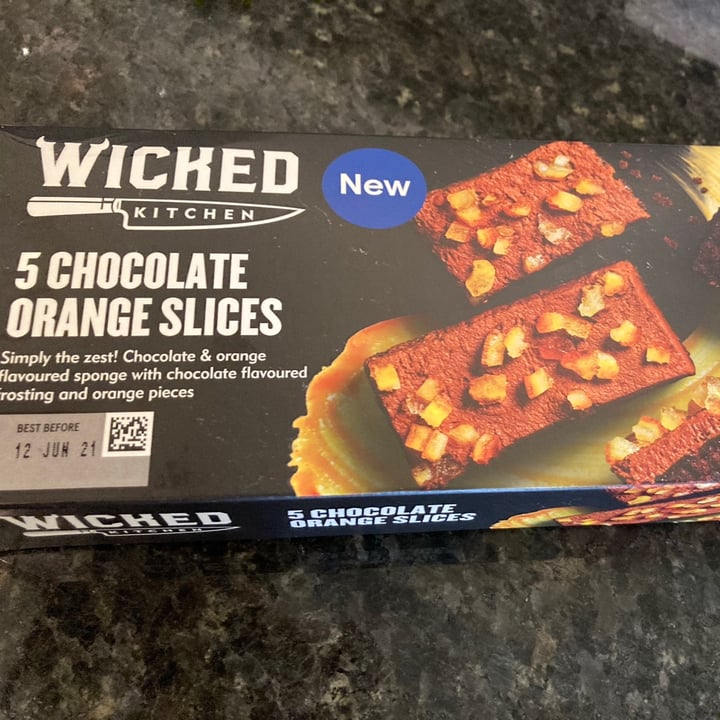 WICKED
KITCHEN
New
5 CHOCOLATE
ORANGE SLICES
Simply the zest! Chocolate & orange
flavoured sponge with chocolate flavoured
frosting and orange pieces
BEST BEFORE
12 JUN 21
WICKED
KITCHEN
5 CHOCOLATE
ORANGE SLICES